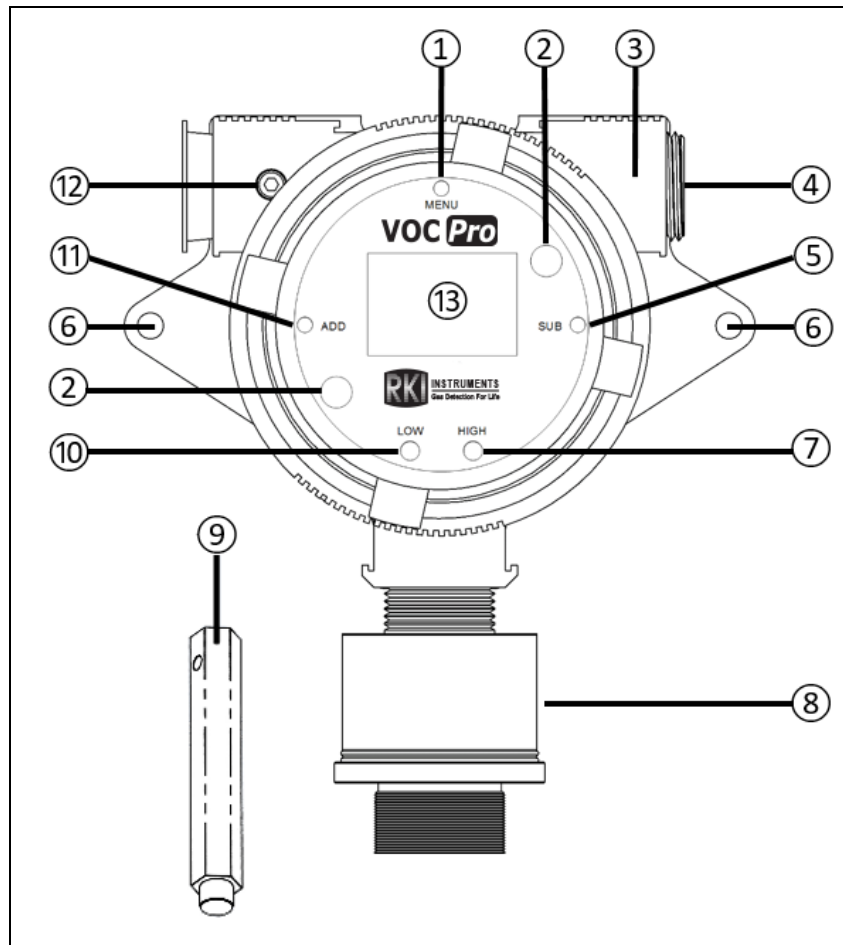 ① ② ③
⑫ MENU ④
VOC Pro
⑪ ⑤
⑬
⑥ ADD SUB ⑥
②
RKI INSTRUMENTS
Gas Detection For Life
LOW HIGH
⑩ ⑦
⑨
⑧